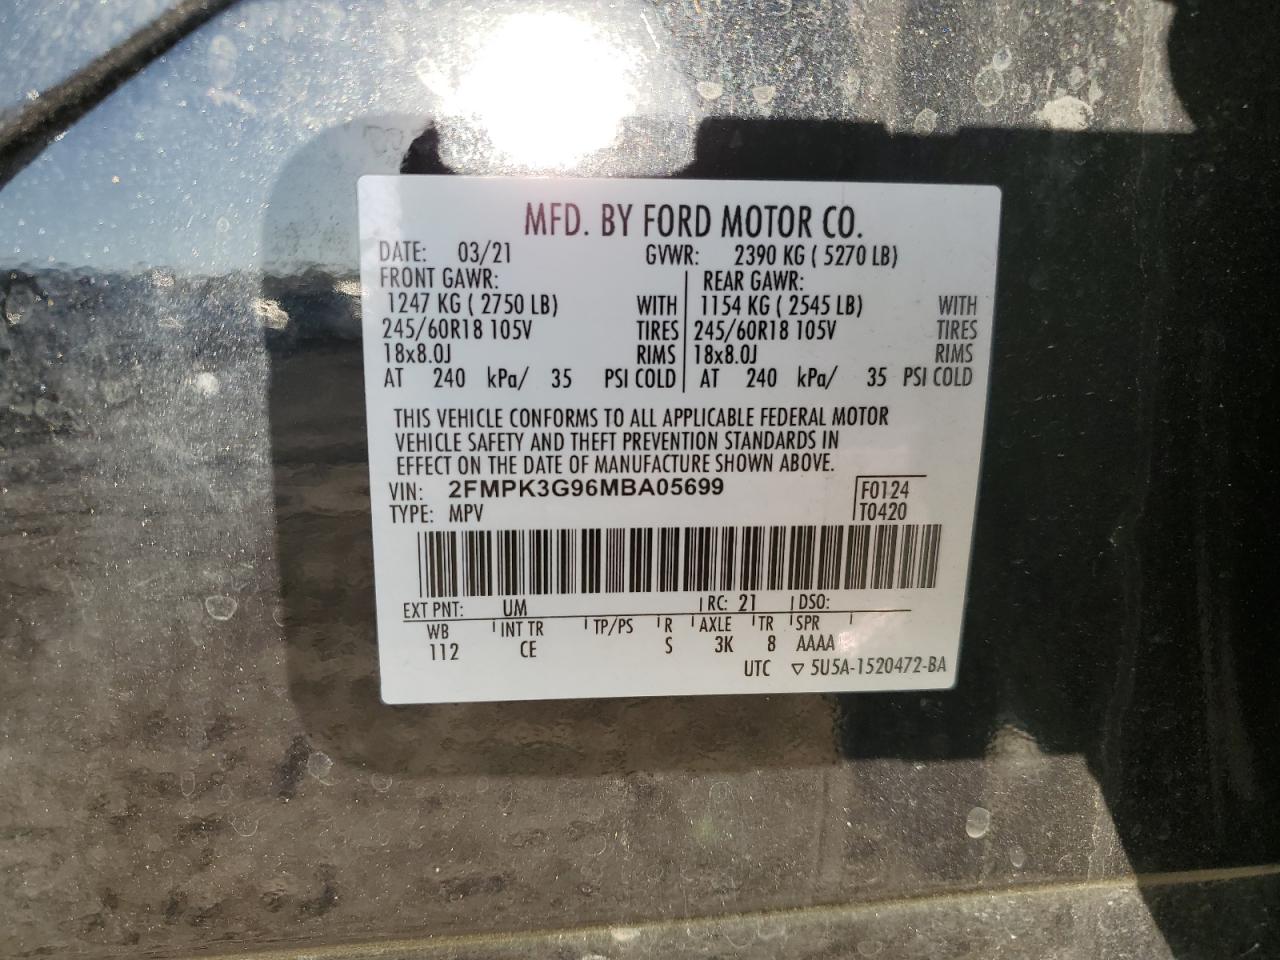 MFD. BY FORD MOTOR CO.
DATE: 03/21 GVWR: 2390 KG ( 5270 LB)
FRONT GAWR: REAR GAWR:
1247 KG ( 2750 LB) WITH 1154 KG ( 2545 LB) WITH
245/60R18 105V TIRES 245/60R18 105V TIRES
18x8.0J RIMS 18x8.0J RIMS
AT 240 kPa/ 35 PSI COLD AT 240 kPa/ 35 PSI COLD
THIS VEHICLE CONFORMS TO ALL APPLICABLE FEDERAL MOTOR
VEHICLE SAFETY AND THEFT PREVENTION STANDARDS IN
EFFECT ON THE DATE OF MANUFACTURE SHOWN ABOVE.
VIN: 2FMPK3G96MBA05699 F0124
TYPE: MPV T0420
EXT PNT: UM RC: 21 DSO:
WB INT TR TP/PS R AXLE TR SPR
112 CE S 3K 8 AAAA
UTC ▽ 5U5A-1520472-BA